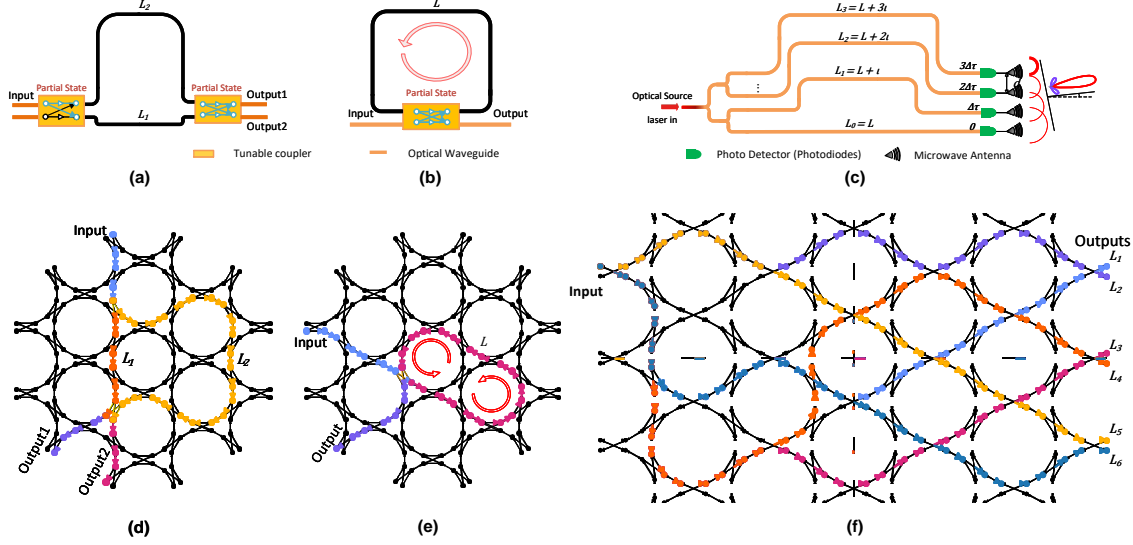 L₂
Partial State
Partial State
Input
Output1
Output2
L₁
L
Partial State
Input
Output
Tunable coupler
Optical Waveguide
(a)
(b)
L₃ = L + 3ι
L₂ = L + 2ι
L₁ = L + ι
L₀ = L
⋮
Optical Source
laser in
3Δτ
2Δτ
Δτ
0
Photo Detector (Photodiodes)
Microwave Antenna
(c)
Input
L₁
L₂
Output1
Output2
(d)
Input
L
Output
(e)
Input
Outputs
L₁
L₂
L₃
L₄
L₅
L₆
(f)